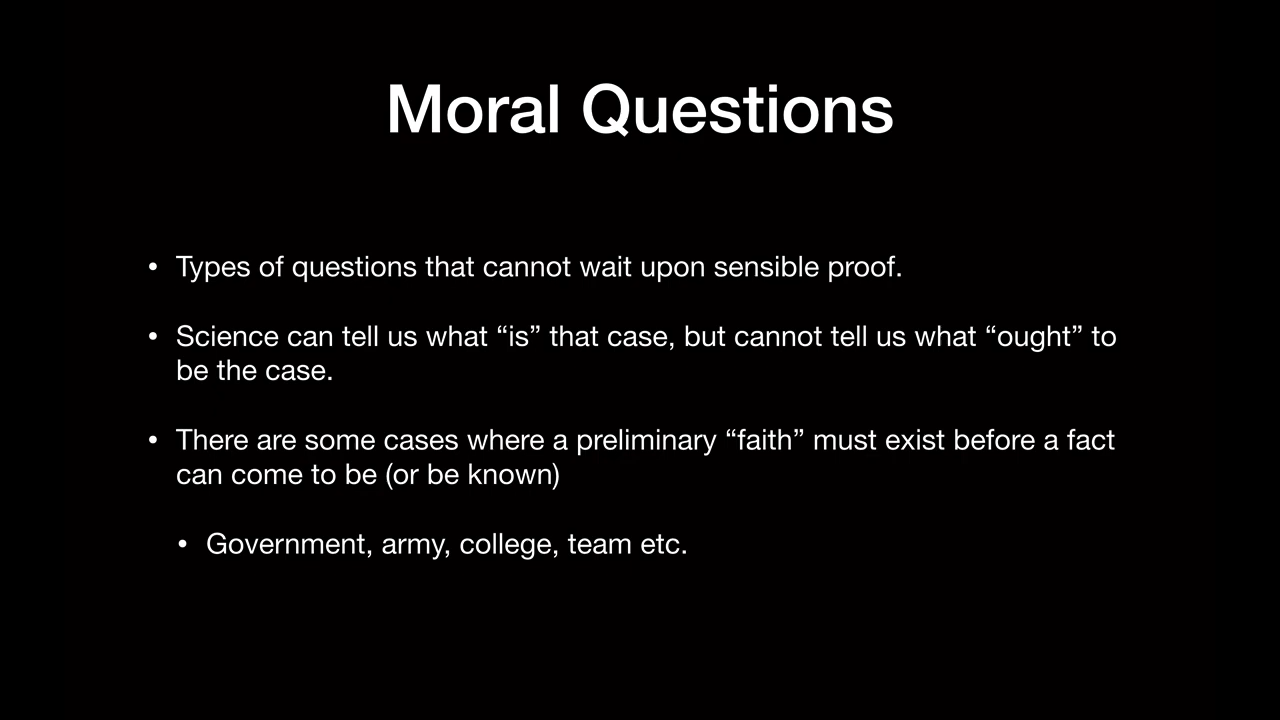 Moral Questions
• Types of questions that cannot wait upon sensible proof.
• Science can tell us what “is” that case, but cannot tell us what “ought” to
be the case.
• There are some cases where a preliminary “faith” must exist before a fact
can come to be (or be known)
• Government, army, college, team etc.